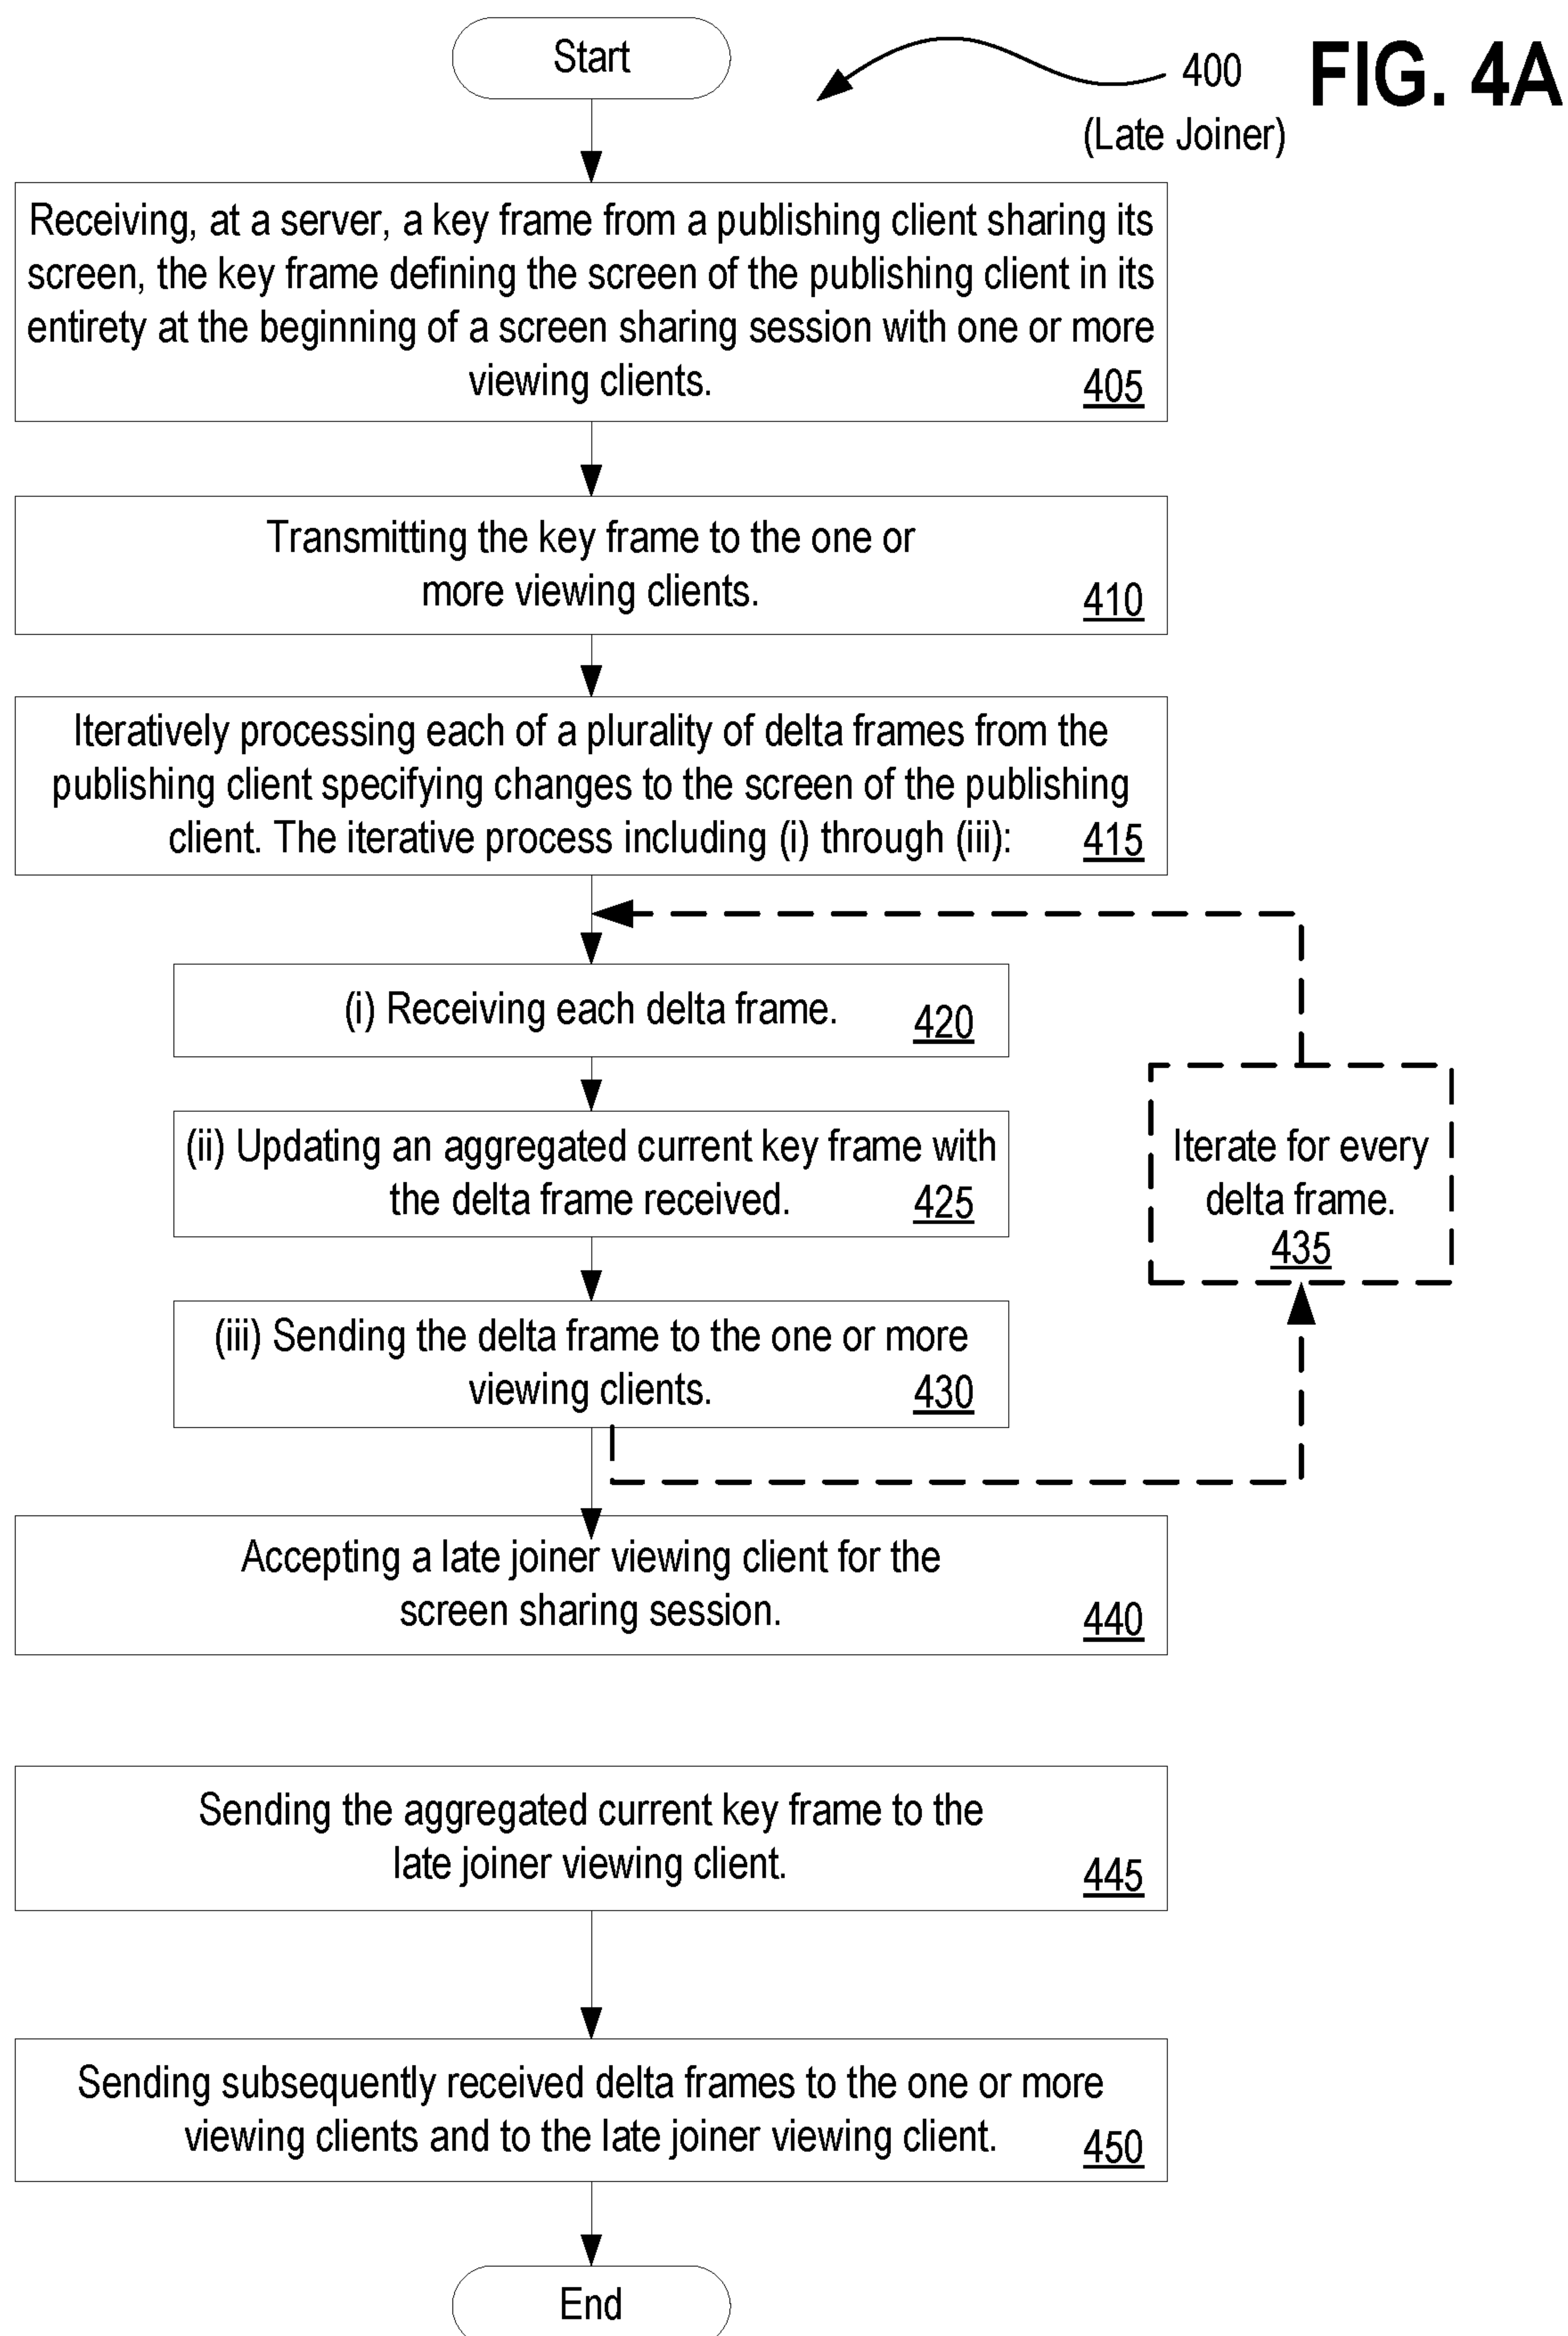 Start
400
FIG. 4A
(Late Joiner)
Receiving, at a server, a key frame from a publishing client sharing its
screen, the key frame defining the screen of the publishing client in its
entirety at the beginning of a screen sharing session with one or more
viewing clients.
405
Transmitting the key frame to the one or
more viewing clients.
410
Iteratively processing each of a plurality of delta frames from the
publishing client specifying changes to the screen of the publishing
client. The iterative process including (i) through (iii):
415
(i) Receiving each delta frame.
420
(ii) Updating an aggregated current key frame with
the delta frame received.
425
Iterate for every
delta frame.
435
(iii) Sending the delta frame to the one or more
viewing clients.
430
Accepting a late joiner viewing client for the
screen sharing session.
440
Sending the aggregated current key frame to the
late joiner viewing client.
445
Sending subsequently received delta frames to the one or more
viewing clients and to the late joiner viewing client.
450
End